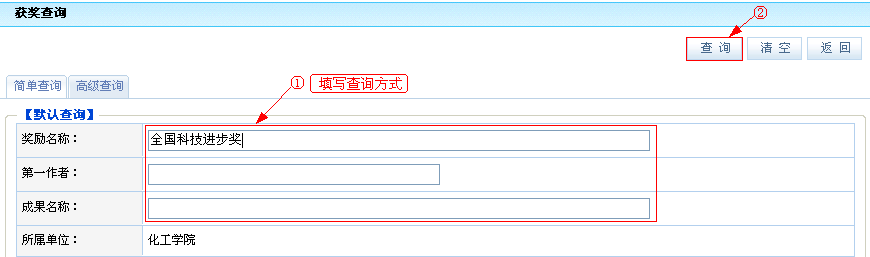 获奖查询
②
查 询 清 空 返 回
① 填写查询方式
简单查询 高级查询
【默认查询】
奖励名称： 全国科技进步奖
第一作者：
成果名称：
所属单位： 化工学院